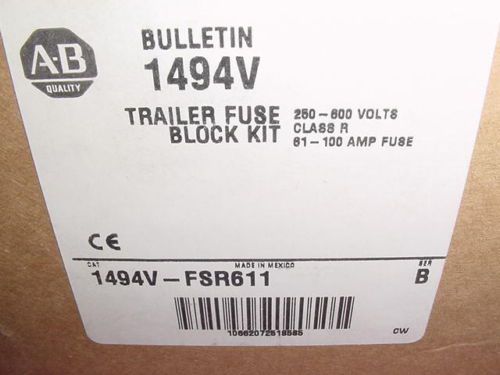 A-B
QUALITY
BULLETIN
1494V
TRAILER FUSE
BLOCK KIT
250-600 VOLTS
CLASS R
61-100 AMP FUSE
CE
CAT
MADE IN MEXICO
SER
1494V-FSR611
B
10662072618585
CW